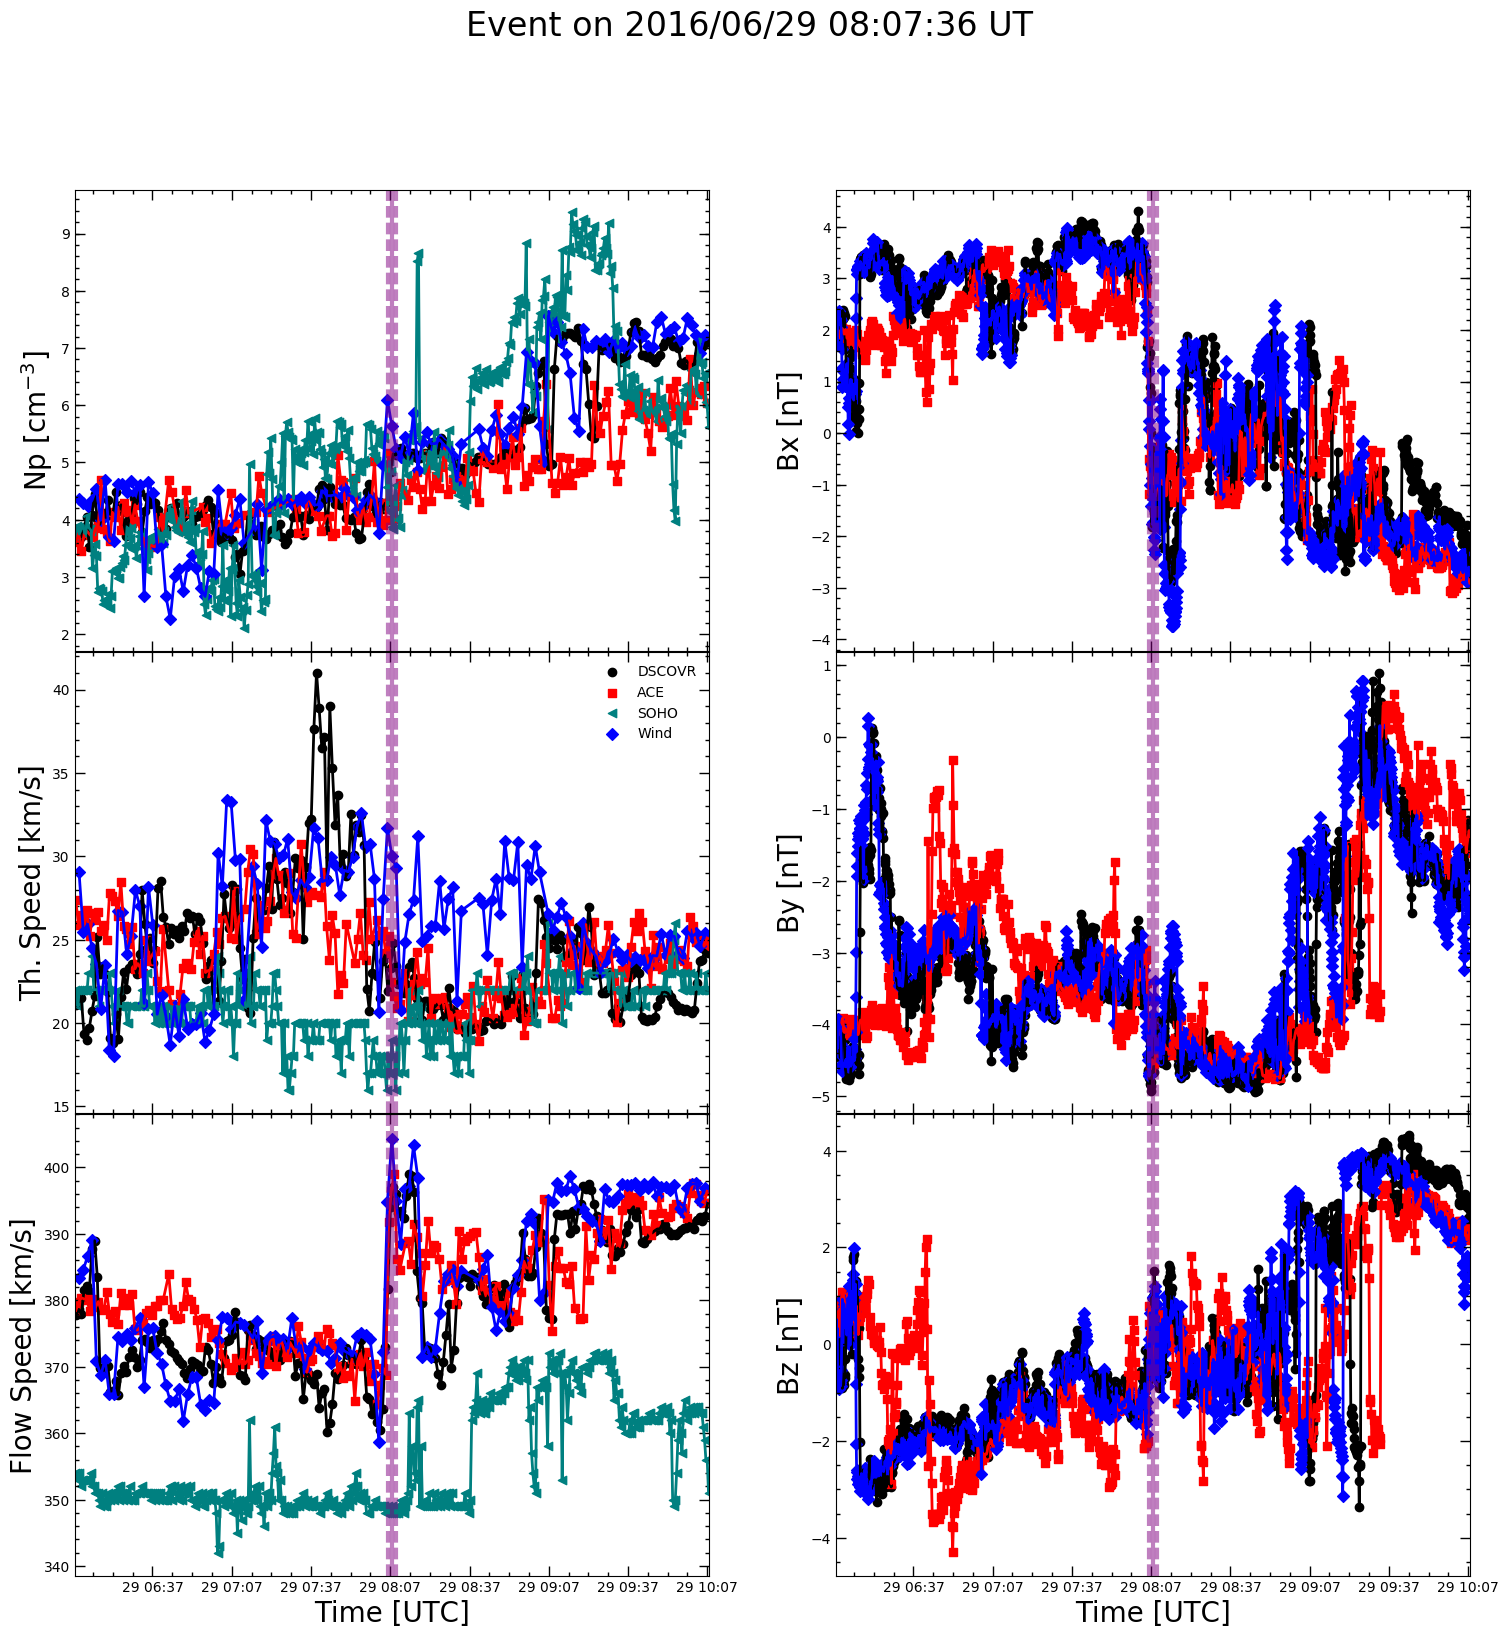 Event on 2016/06/29 08:07:36 UT
Np [cm⁻³]
9
8
7
6
5
4
3
2
Th. Speed [km/s]
40
35
30
25
20
15
DSCOVR
ACE
SOHO
Wind
Flow Speed [km/s]
400
390
380
370
360
350
340
29 06:37 29 07:07 29 07:37 29 08:07 29 08:37 29 09:07 29 09:37 29 10:07
Time [UTC]
Bx [nT]
4
3
2
1
0
−1
−2
−3
−4
By [nT]
1
0
−1
−2
−3
−4
−5
Bz [nT]
4
2
0
−2
−4
29 06:37 29 07:07 29 07:37 29 08:07 29 08:37 29 09:07 29 09:37 29 10:07
Time [UTC]